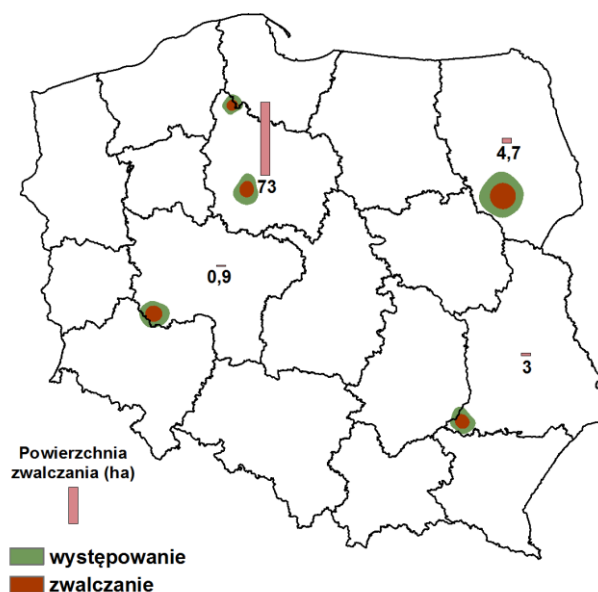 4,7
73
0,9
3
Powierzchnia
zwalczania (ha)
występowanie
zwalczanie